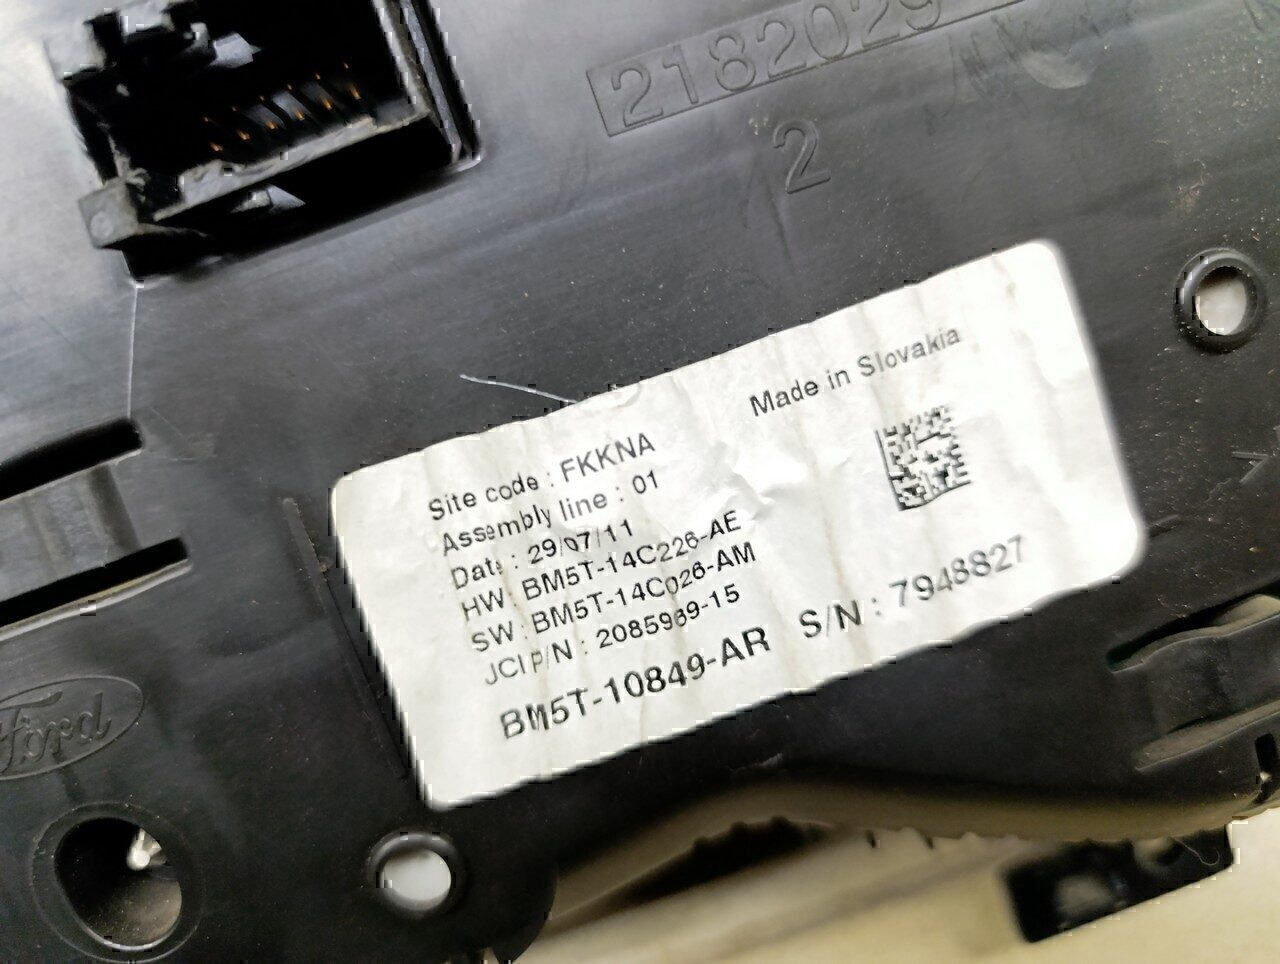 2182029
2
Made in Slovakia
Site code : FKKNA
Assembly line : 01
Date : 29/07/11
HW : BM5T-14C226-AE
SW : BM5T-14C026-AM
JCI P/N : 2085989-15
BM5T-10849-AR S/N : 7948827
Ford